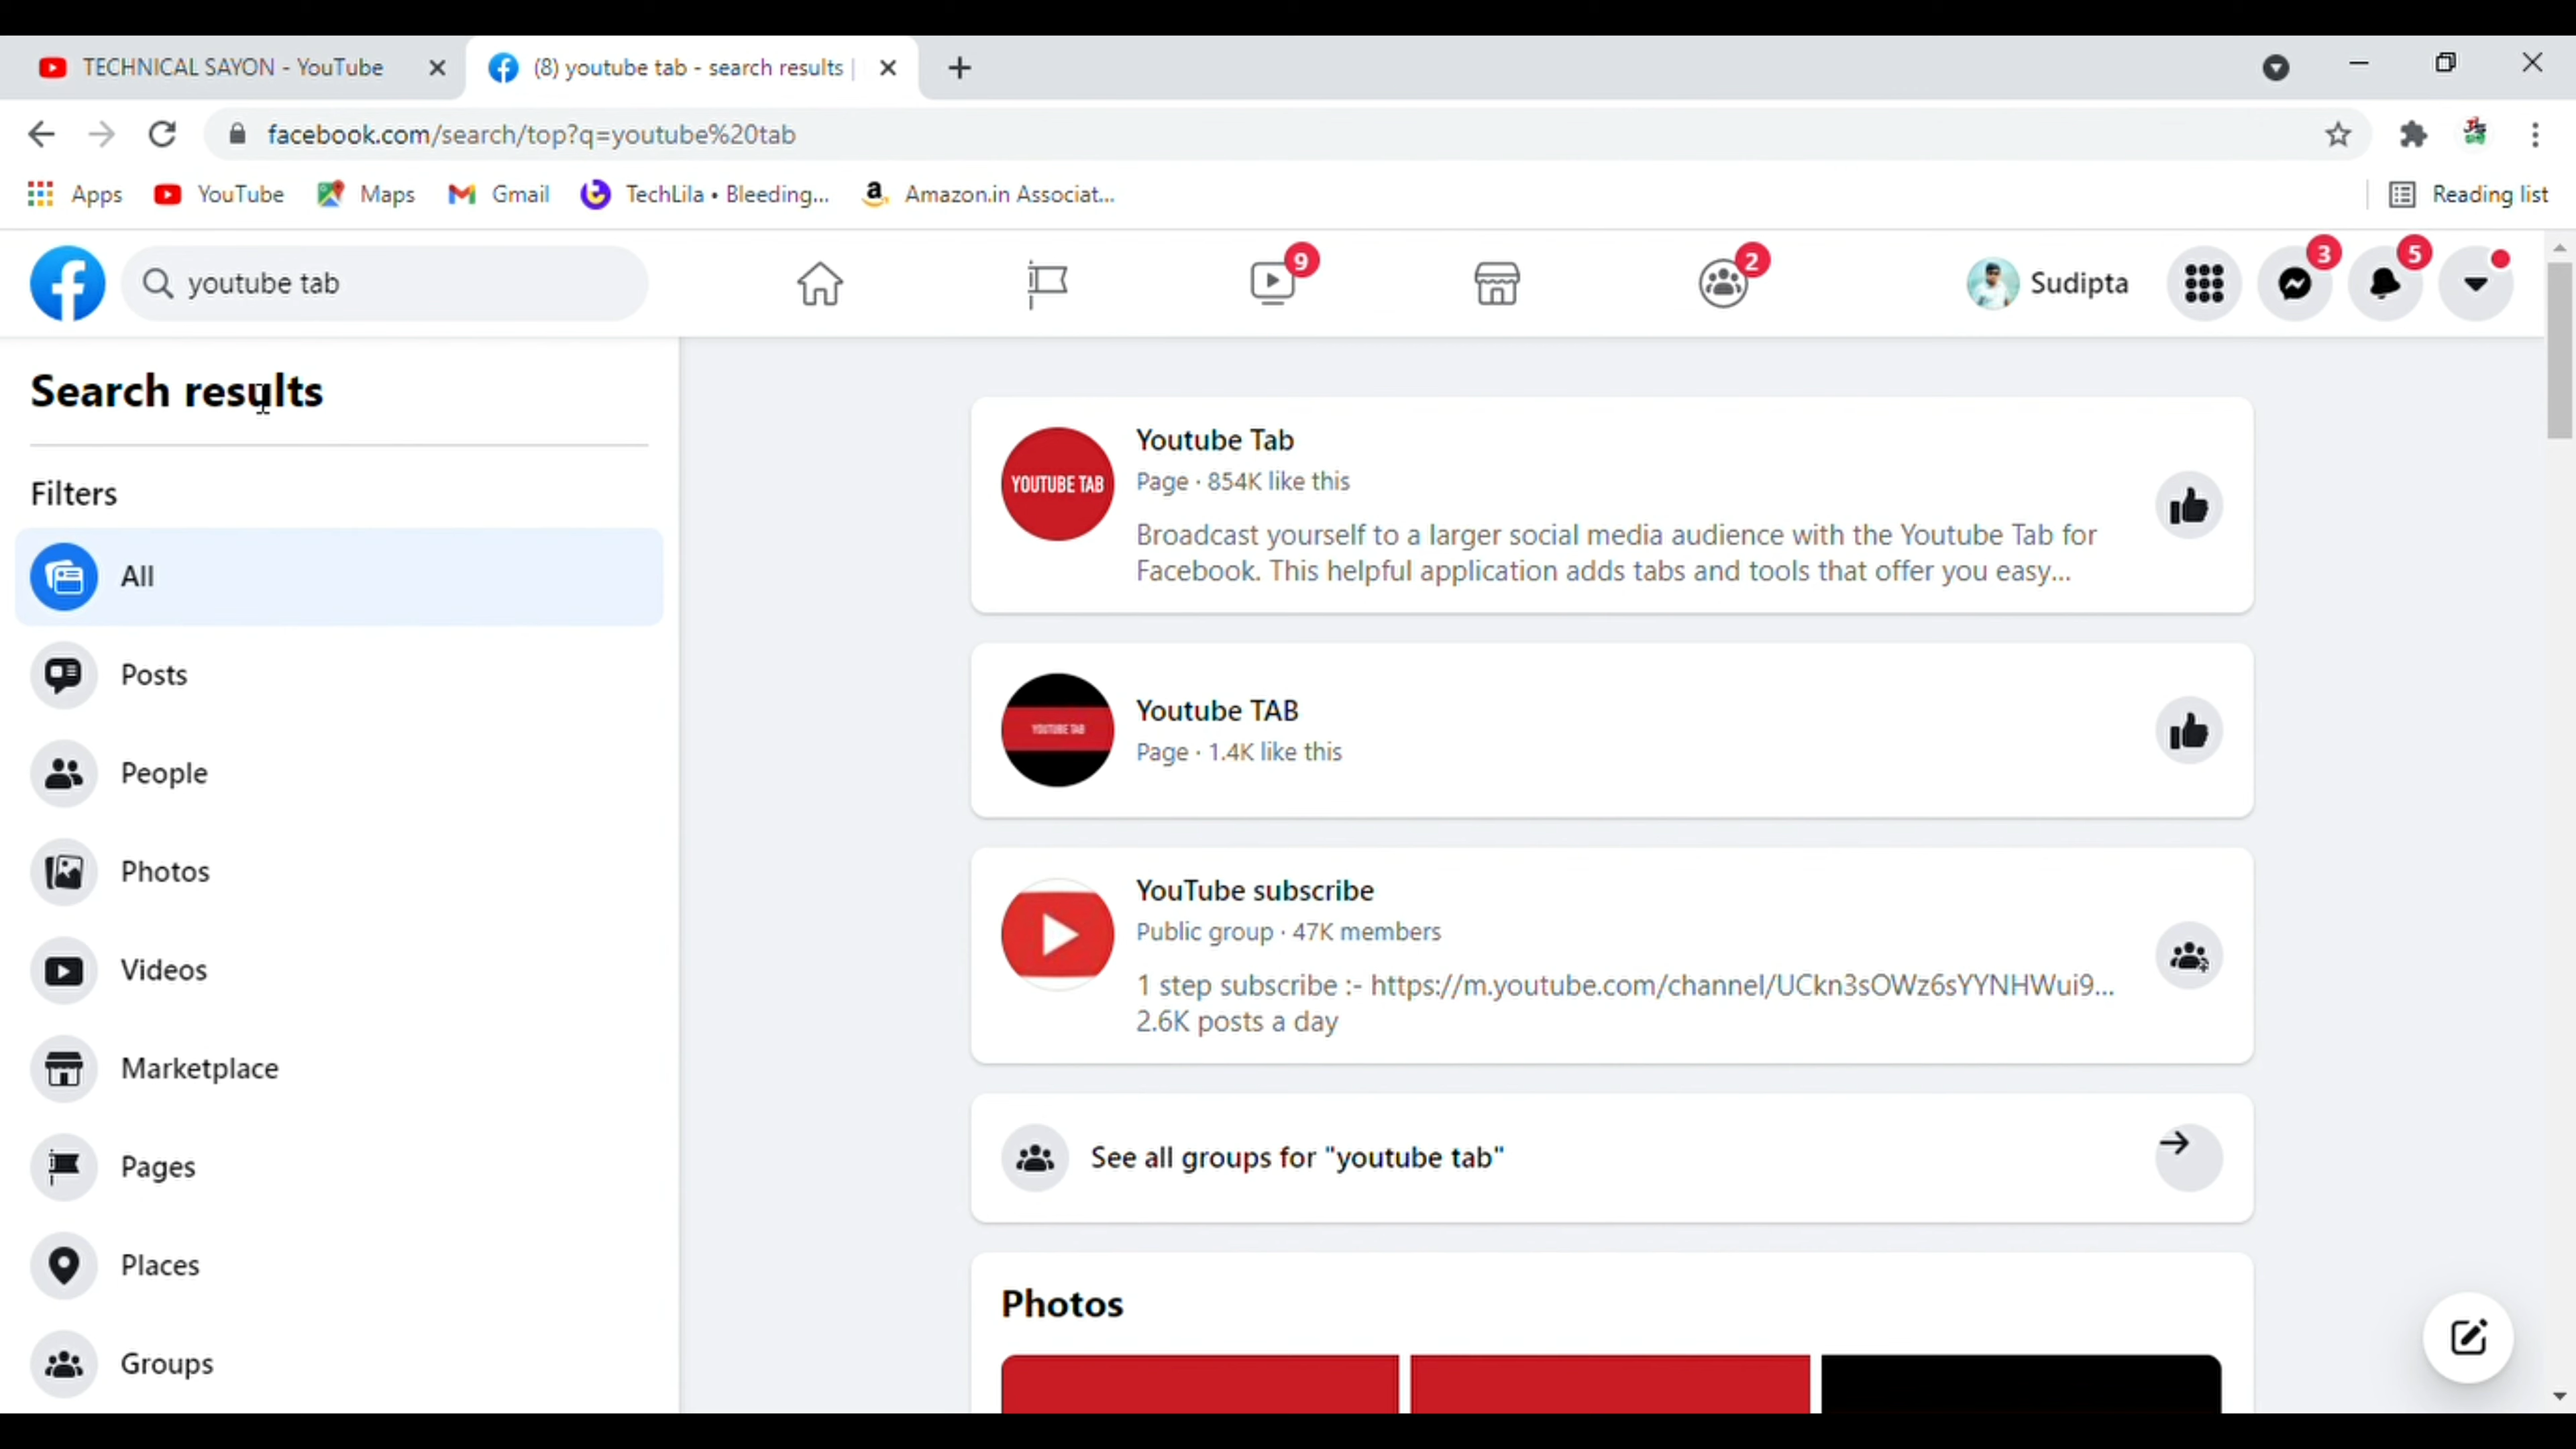 TECHNICAL SAYON - YouTube
(8) youtube tab - search results |
facebook.com/search/top?q=youtube%20tab
Apps
YouTube
Maps
Gmail
TechLila • Bleeding...
Amazon.in Associat...
Reading list
youtube tab
9
2
Sudipta
3
5
Search results
Filters
All
Posts
People
Photos
Videos
Marketplace
Pages
Places
Groups
YOUTUBE TAB
Youtube Tab
Page · 854K like this
Broadcast yourself to a larger social media audience with the Youtube Tab for
Facebook. This helpful application adds tabs and tools that offer you easy...
YOUTUBE TAB
Youtube TAB
Page · 1.4K like this
YouTube subscribe
Public group · 47K members
1 step subscribe :- https://m.youtube.com/channel/UCkn3sOWz6sYYNHWui9...
2.6K posts a day
See all groups for "youtube tab"
Photos